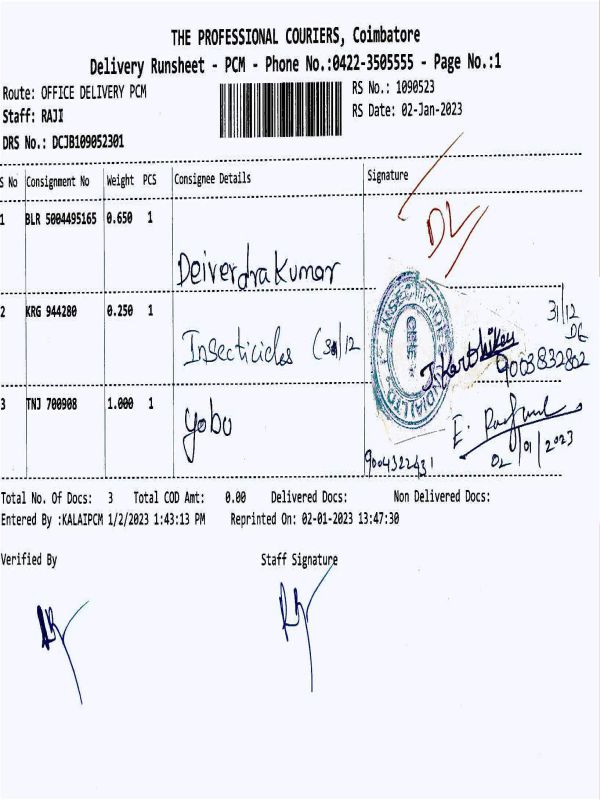 THE PROFESSIONAL COURIERS, Coimbatore
Delivery Runsheet - PCM - Phone No.:0422-3505555 - Page No.:1
Route: OFFICE DELIVERY PCM
RS No.: 1090523
Staff: RAJI
RS Date: 02-Jan-2023
DRS No.: DCJB109052301
S No Consignment No Weight PCS Consignee Details Signature
1 BLR 5004495165 0.650 1
DL
Deivendra Kumar
2 KRG 944280 0.250 1
31/12
DL
Insecticides (31/12
J. Karthikeu
9003832802
3 TNJ 700908 1.000 1
yobu
E.
02/01/2023
9004322431
Total No. Of Docs: 3 Total COD Amt: 0.00 Delivered Docs: Non Delivered Docs:
Entered By :KALAIPCM 1/2/2023 1:43:13 PM Reprinted On: 02-01-2023 13:47:30
Verified By Staff Signature